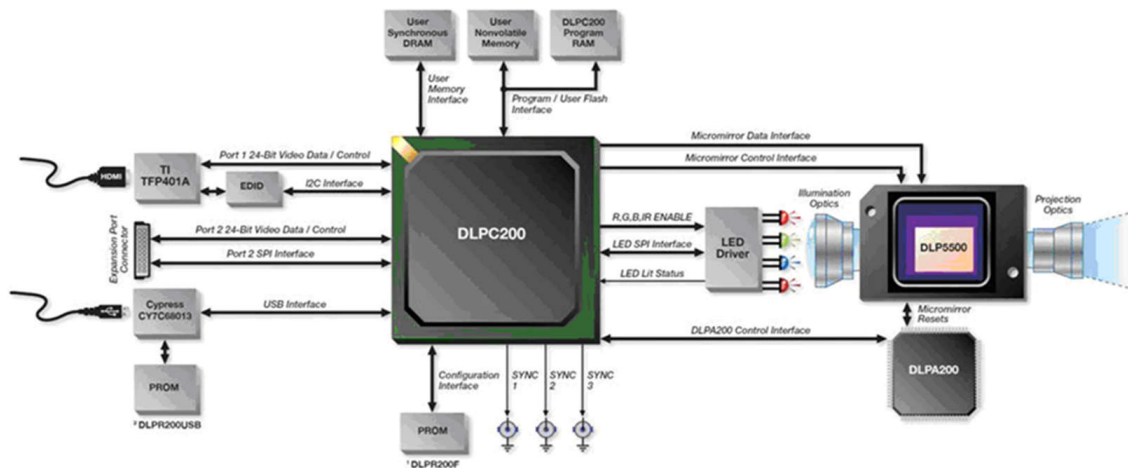 User
Synchronous
DRAM
User
Nonvolatile
Memory
DLPC200
Program
RAM
User
Memory
Interface
Program / User Flash
Interface
Micromirror Data Interface
Micromirror Control Interface
HDMI
TI
TFP401A
Port 1 24-Bit Video Data / Control
EDID
I2C Interface
Expansion Port
Connector
Port 2 24-Bit Video Data / Control
Port 2 SPI Interface
Cypress
CY7C68013
USB Interface
PROM
² DLPR200USB
DLPC200
R,G,B,IR ENABLE
LED SPI Interface
LED Lit Status
LED
Driver
Illumination
Optics
DLP5500
Projection
Optics
Micromirror
Resets
DLPA200 Control Interface
DLPA200
Configuration
Interface
SYNC
1
SYNC
2
SYNC
3
PROM
¹ DLPR200F